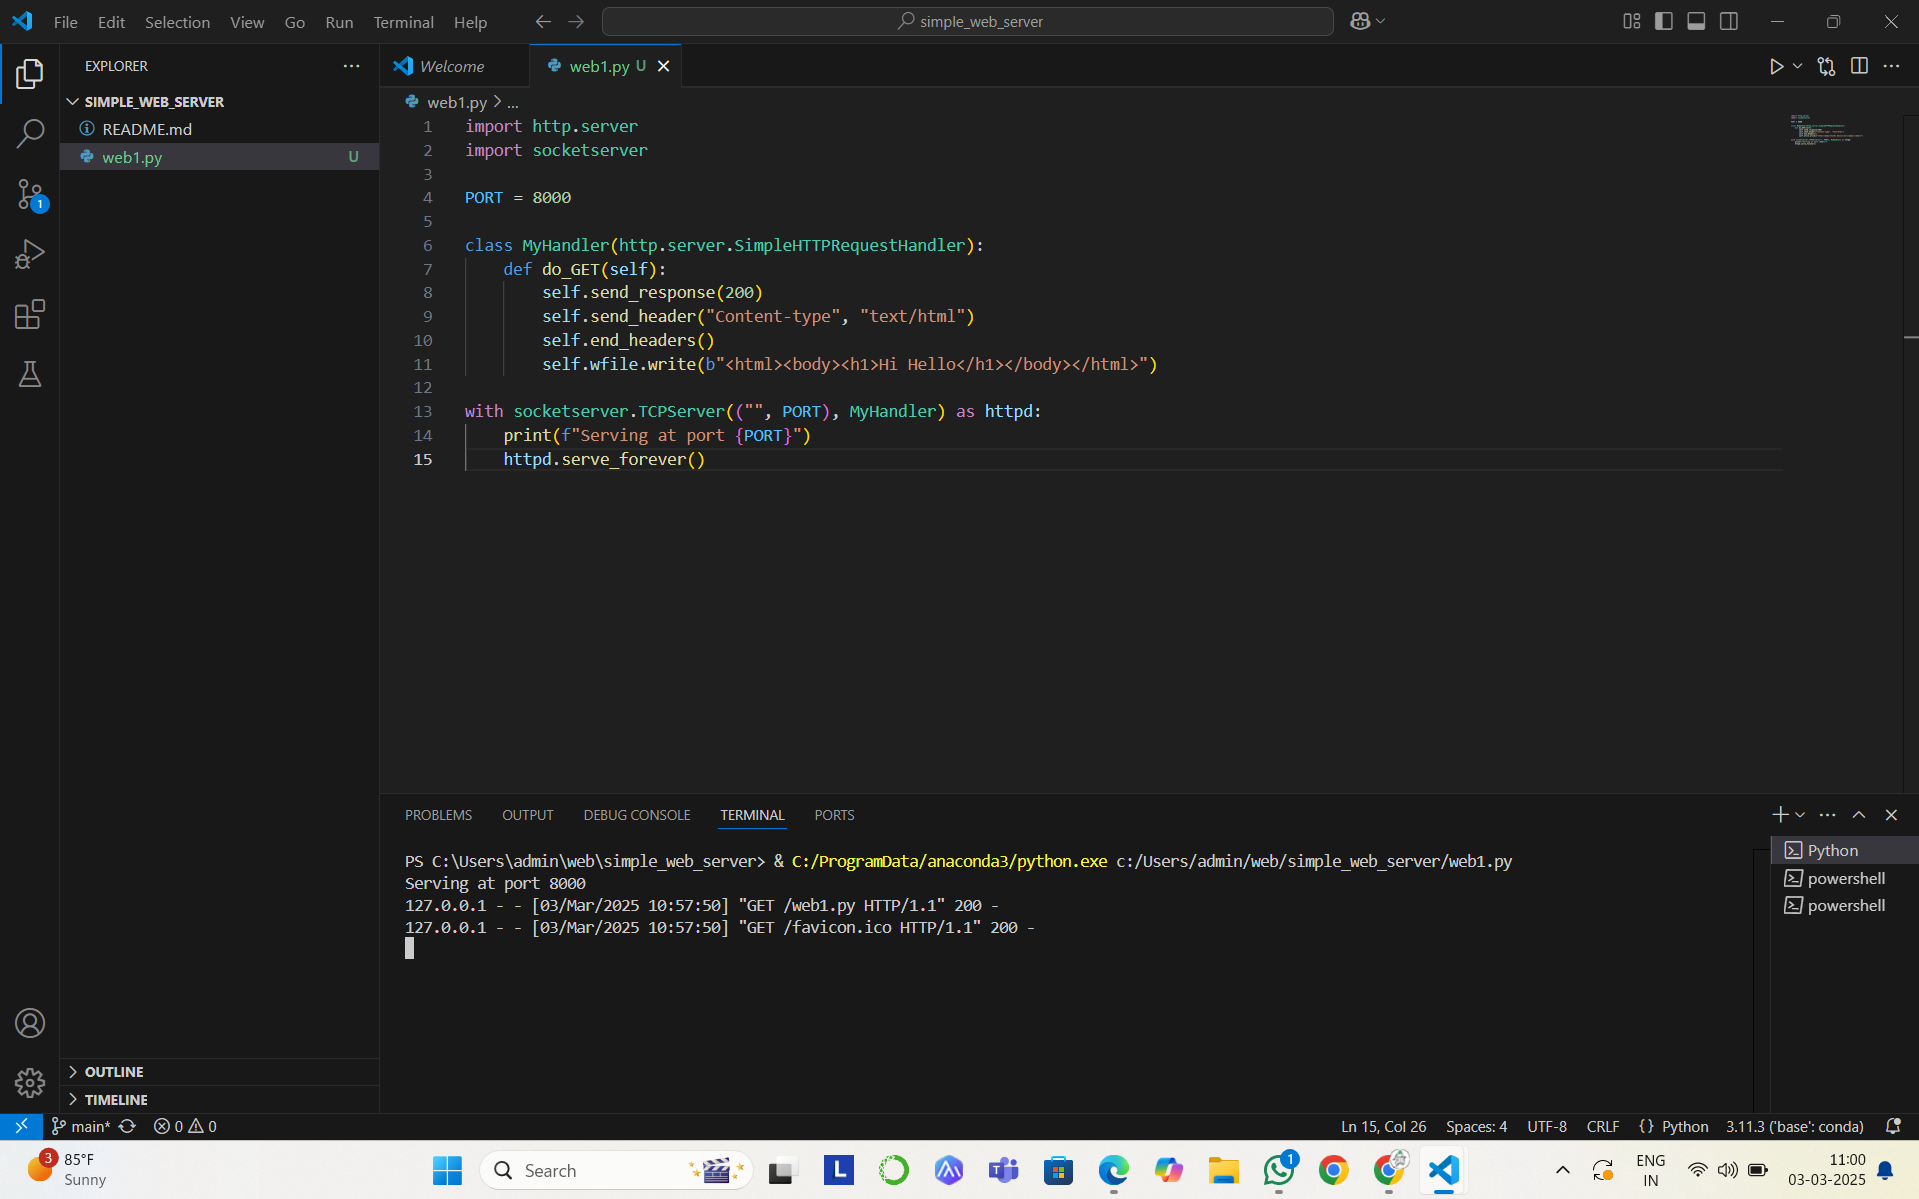 File Edit Selection View Go Run Terminal Help
simple_web_server
EXPLORER
Welcome
web1.py U
SIMPLE_WEB_SERVER
README.md
web1.py U
1
web1.py > ...
1 import http.server
2 import socketserver
3
4 PORT = 8000
5
6 class MyHandler(http.server.SimpleHTTPRequestHandler):
7 def do_GET(self):
8 self.send_response(200)
9 self.send_header("Content-type", "text/html")
10 self.end_headers()
11 self.wfile.write(b"<html><body><h1>Hi Hello</h1></body></html>")
12
13 with socketserver.TCPServer(("", PORT), MyHandler) as httpd:
14 print(f"Serving at port {PORT}")
15 httpd.serve_forever()
PROBLEMS OUTPUT DEBUG CONSOLE TERMINAL PORTS
PS C:\Users\admin\web\simple_web_server> & C:/ProgramData/anaconda3/python.exe c:/Users/admin/web/simple_web_server/web1.py
Serving at port 8000
127.0.0.1 - - [03/Mar/2025 10:57:50] "GET /web1.py HTTP/1.1" 200 -
127.0.0.1 - - [03/Mar/2025 10:57:50] "GET /favicon.ico HTTP/1.1" 200 -
Python
powershell
powershell
OUTLINE
TIMELINE
main* 0 0
Ln 15, Col 26 Spaces: 4 UTF-8 CRLF {} Python 3.11.3 ('base': conda)
3
85°F
Sunny
Search
L
T
1
ENG
IN
11:00
03-03-2025